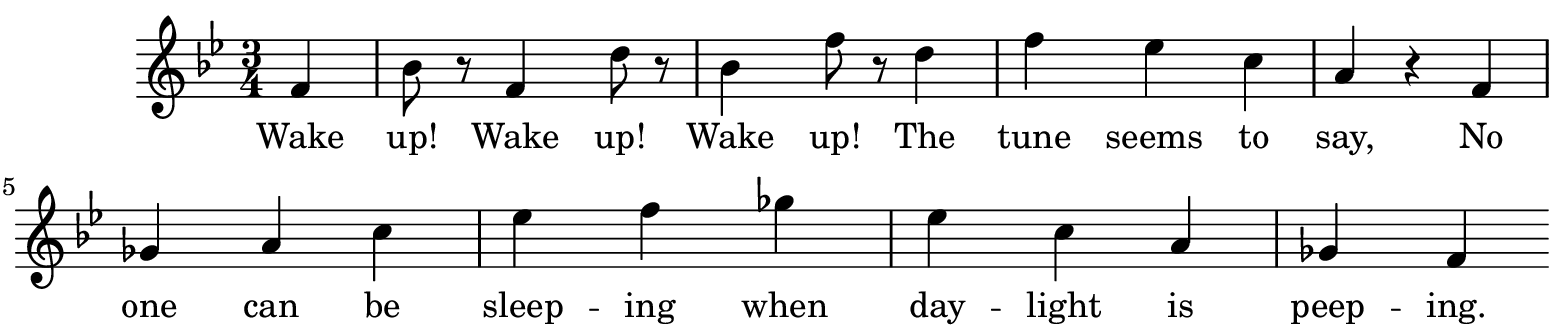 3
4
Wake up! Wake up! Wake up! The tune seems to say, No
5
one can be sleep - ing when day - light is peep - ing.